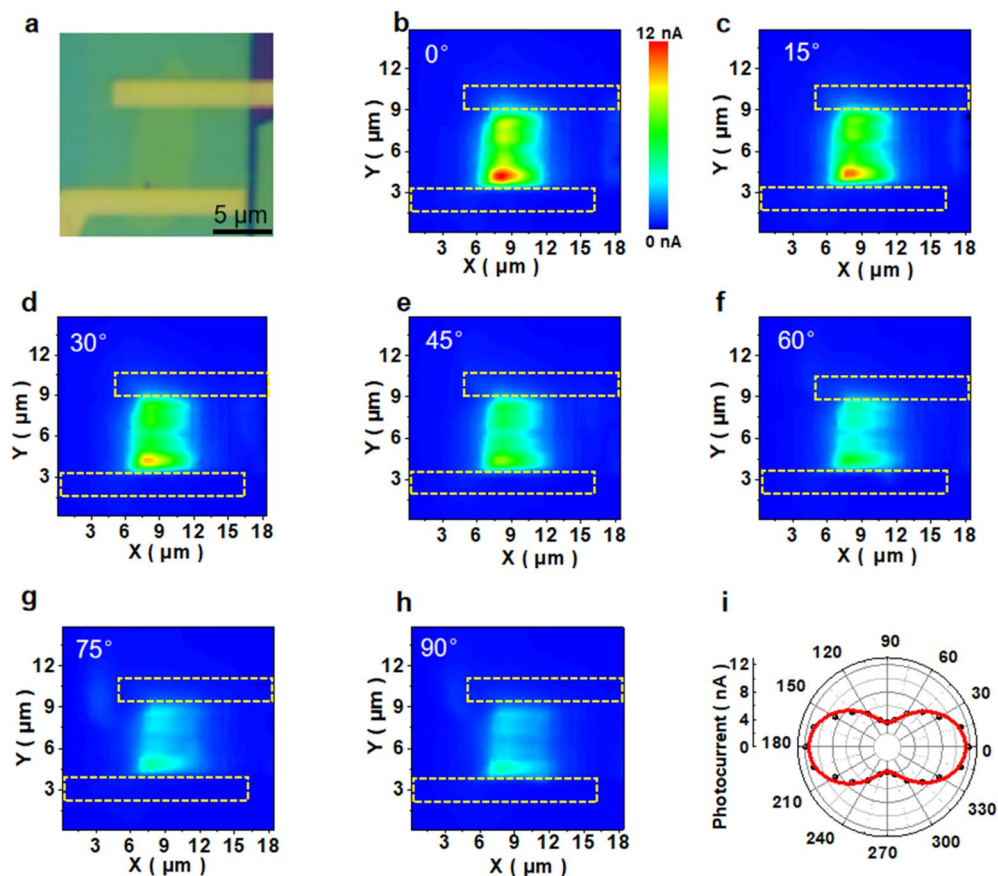 a
5 µm
b
0°
12 nA
0 nA
Y ( µm )
12
9
6
3
3 6 9 12 15 18
X ( µm )
c
15°
Y ( µm )
12
9
6
3
3 6 9 12 15 18
X ( µm )
d
30°
Y ( µm )
12
9
6
3
3 6 9 12 15 18
X ( µm )
e
45°
Y ( µm )
12
9
6
3
3 6 9 12 15 18
X ( µm )
f
60°
Y ( µm )
12
9
6
3
3 6 9 12 15 18
X ( µm )
g
75°
Y ( µm )
12
9
6
3
3 6 9 12 15 18
X ( µm )
h
90°
Y ( µm )
12
9
6
3
3 6 9 12 15 18
X ( µm )
i
Photocurrent ( nA )
12
8
4
0
90
120 60
150 30
180 0
210 330
240 300
270